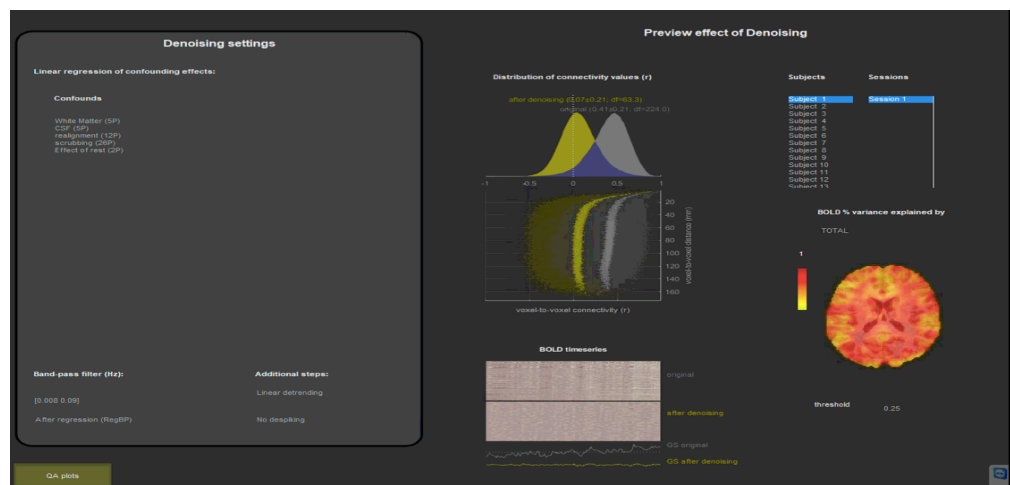 Denoising settings
Linear regression of confounding effects:
Confounds
White Matter (5P)
CSF (5P)
realignment (12P)
scrubbing (26P)
Effect of rest (2P)
Band-pass filter (Hz):
[0.008 0.09]
After regression (RegBP)
Additional steps:
Linear detrending
No despiking
QA plots
Preview effect of Denoising
Distribution of connectivity values (r)
after denoising (0.07±0.21; df=63.3)
original (0.41±0.21; df=224.0)
-1 -0.5 0 0.5 1
20
40
60
80
100
120
140
160
voxel-to-voxel distance (mm)
voxel-to-voxel connectivity (r)
BOLD timeseries
original
after denoising
GS original
GS after denoising
Subjects
Subject 1
Subject 2
Subject 3
Subject 4
Subject 5
Subject 6
Subject 7
Subject 8
Subject 9
Subject 10
Subject 11
Subject 12
Subject 13
Sessions
Session 1
BOLD % variance explained by
TOTAL
1
threshold
0.25